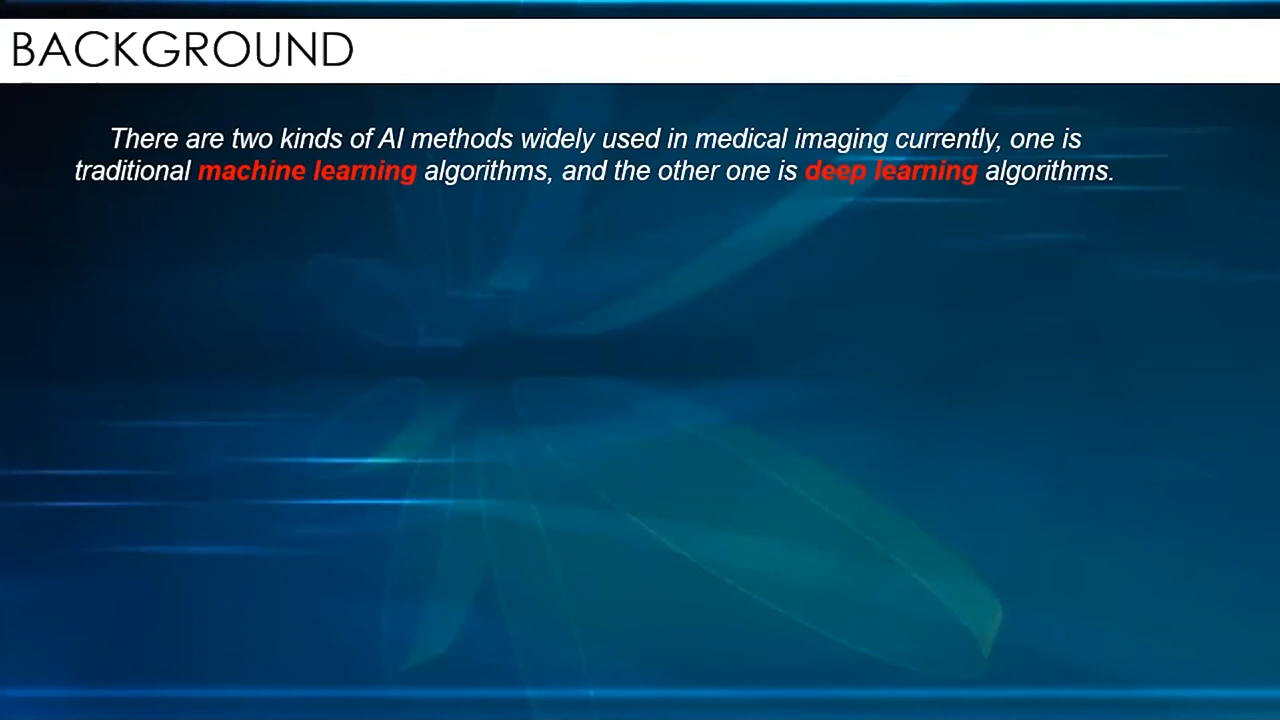 BACKGROUND
There are two kinds of AI methods widely used in medical imaging currently, one is
traditional machine learning algorithms, and the other one is deep learning algorithms.